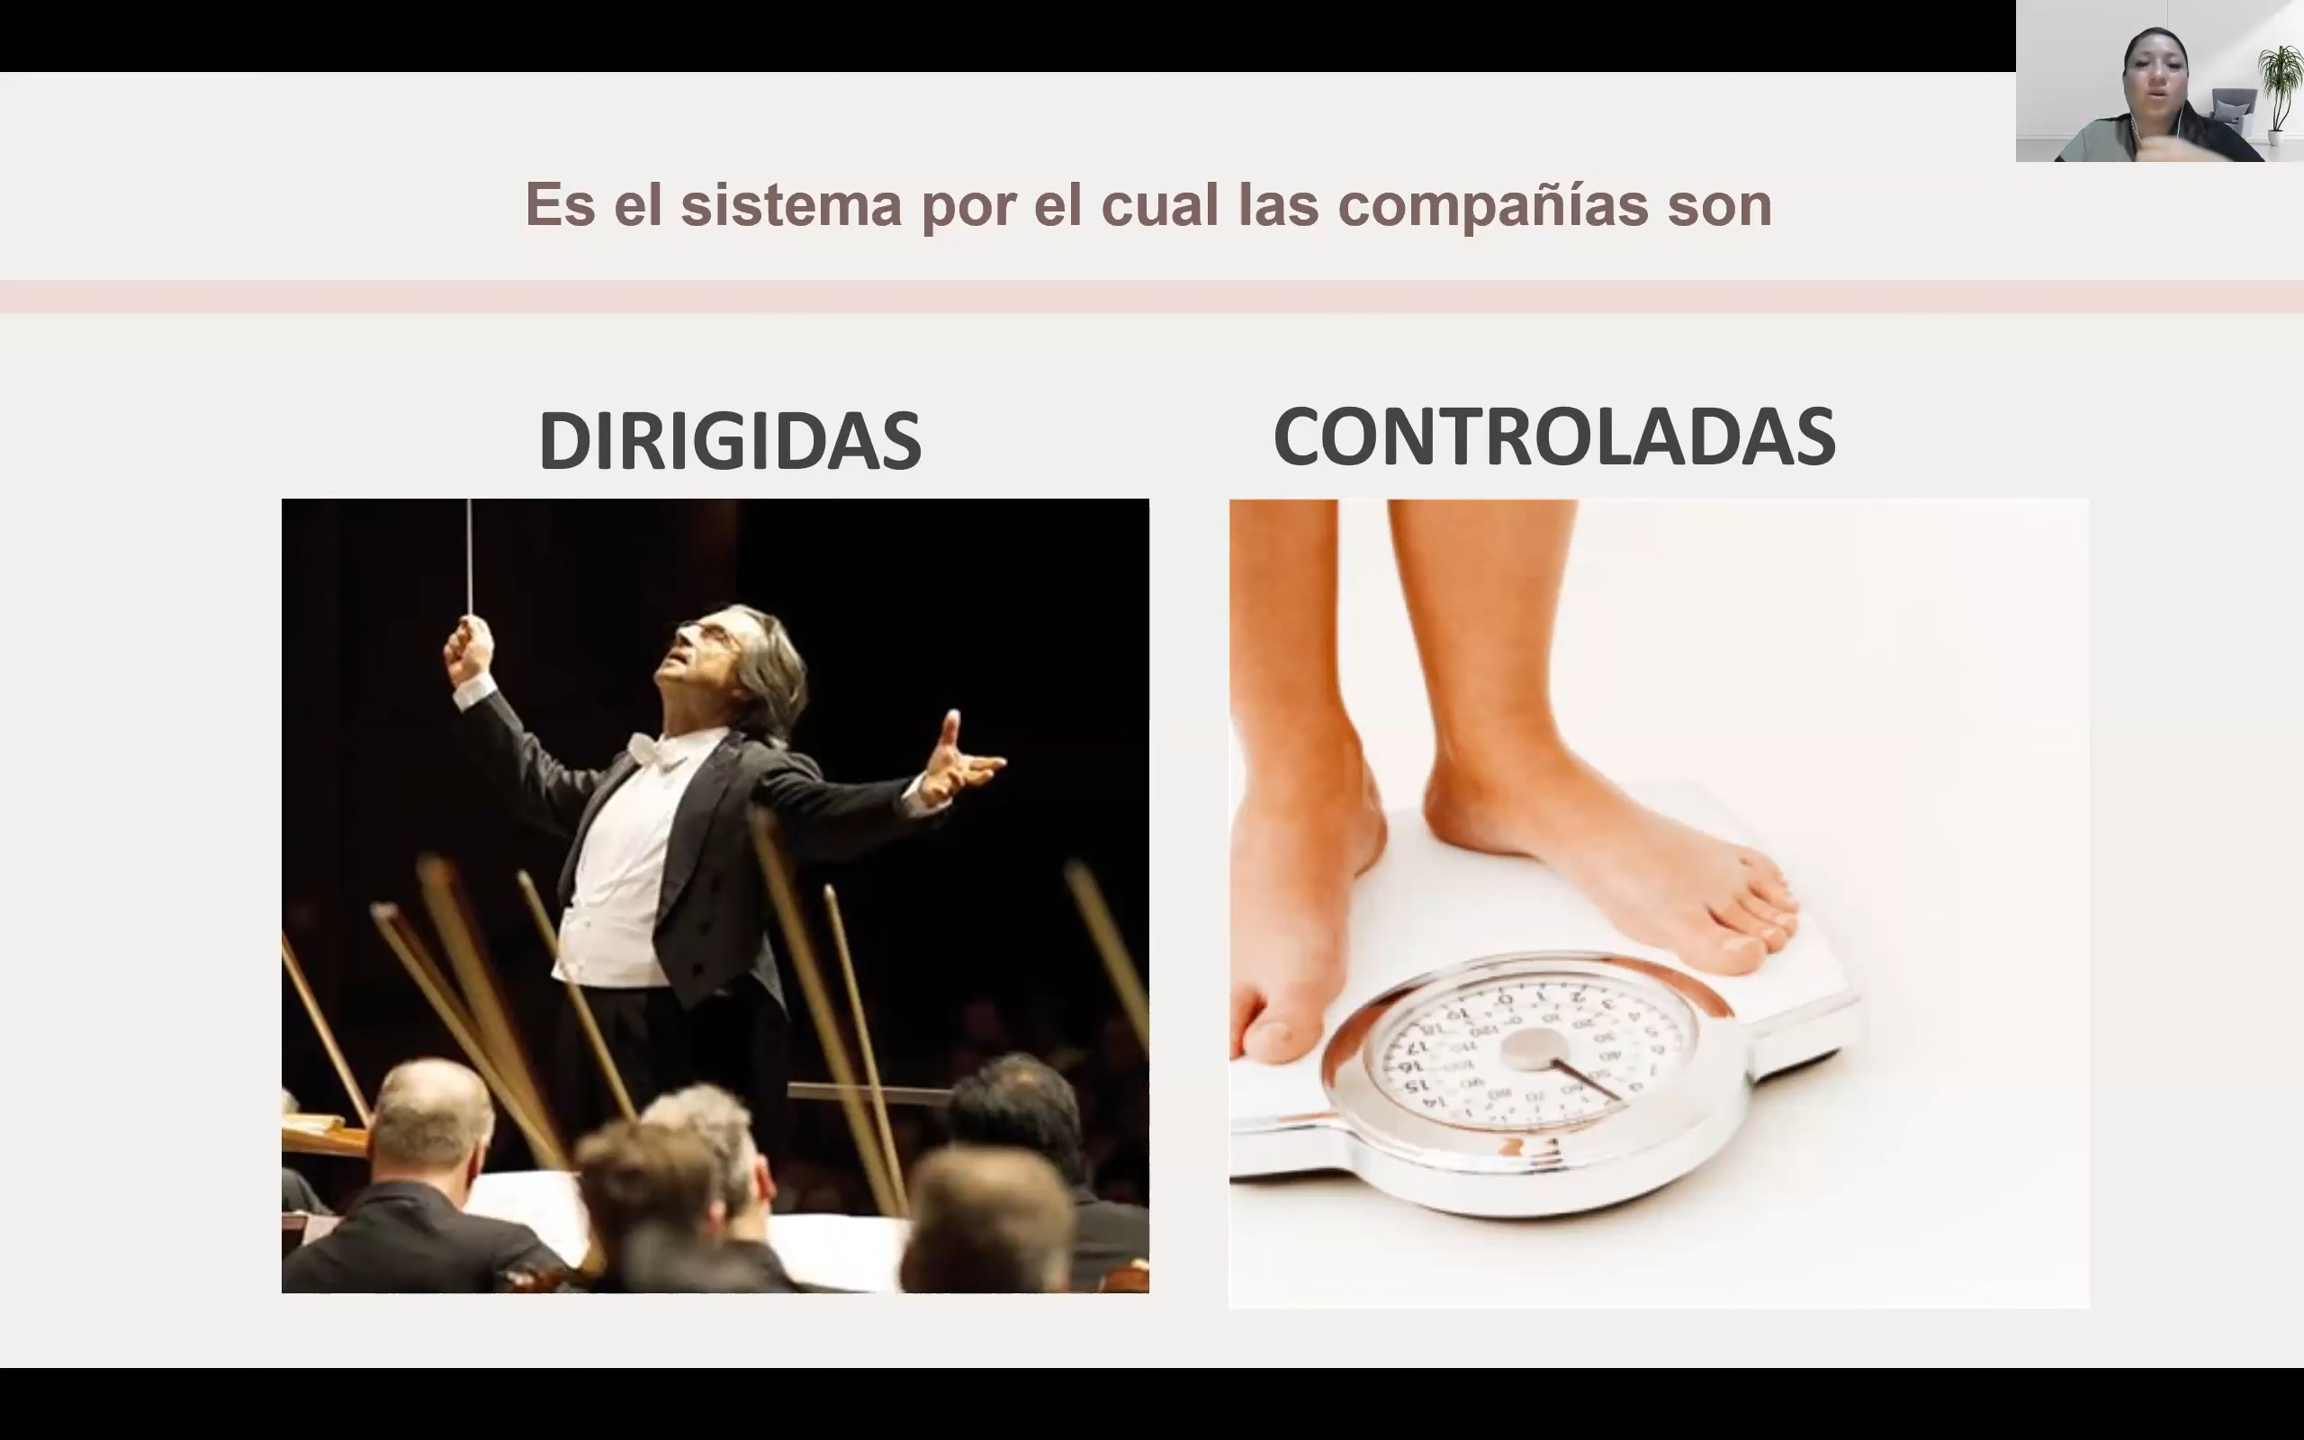 Es el sistema por el cual las compañías son
DIRIGIDAS
CONTROLADAS